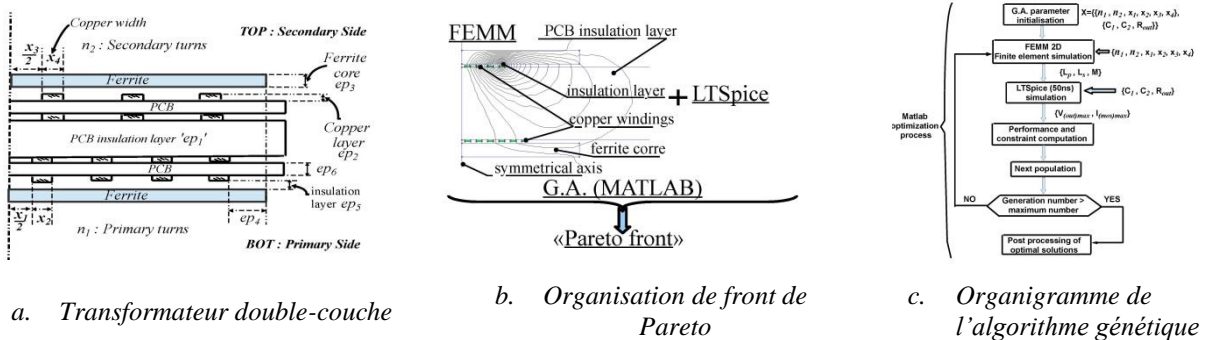 Copper width
x3/2
x4
n2 : Secondary turns
TOP : Secondary Side
Ferrite core ep3
Ferrite
PCB
PCB insulation layer 'ep1'
Copper layer ep2
PCB
ep6
Ferrite
insulation layer ep5
x1/2
x2
ep4
n1 : Primary turns
BOT : Primary Side
a. Transformateur double-couche
FEMM
PCB insulation layer
insulation layer
+ LTSpice
copper windings
ferrite corre
symmetrical axis
G.A. (MATLAB)
«Pareto front»
b. Organisation de front de
Pareto
Matlab
optimization
process
G.A. parameter
initialisation
X={{n1, n2, x1, x2, x3, x4},
{C1, C2, Rout}}
FEMM 2D
Finite element simulation
{n1, n2, x1, x2, x3, x4}
{Lp, Ls, M}
LTSpice (50ns)
simulation
{C1, C2, Rout}
{V(out)max, I(mos)max}
Performance and
constraint computation
Next population
NO
Generation number >
maximum number
YES
Post processing of
optimal solutions
c. Organigramme de
l'algorithme génétique